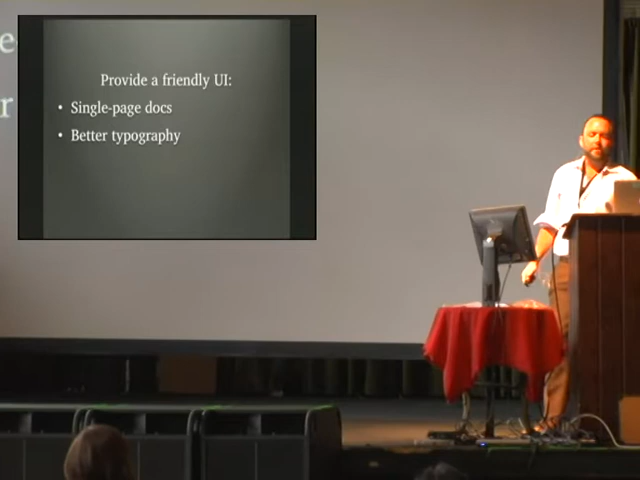 Provide a friendly UI:
• Single-page docs
• Better typography